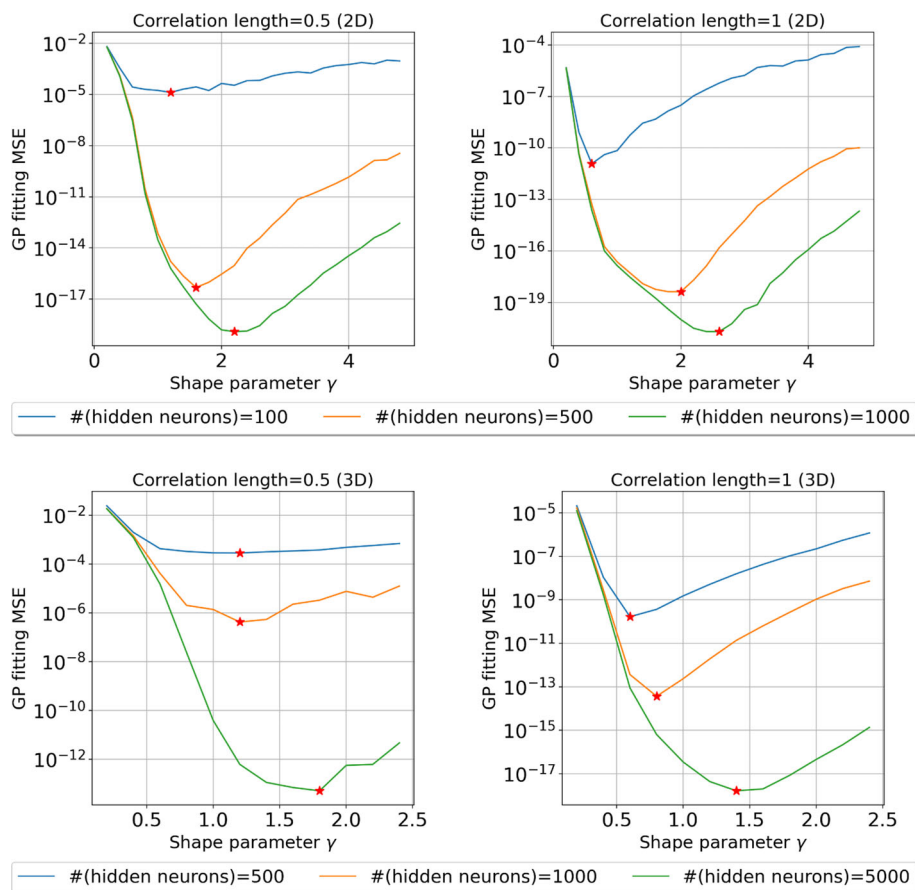 Correlation length=0.5 (2D)
GP fitting MSE
10⁻²
10⁻⁵
10⁻⁸
10⁻¹¹
10⁻¹⁴
10⁻¹⁷
0 2 4
Shape parameter γ
Correlation length=1 (2D)
GP fitting MSE
10⁻⁴
10⁻⁷
10⁻¹⁰
10⁻¹³
10⁻¹⁶
10⁻¹⁹
0 2 4
Shape parameter γ
#(hidden neurons)=100 #(hidden neurons)=500 #(hidden neurons)=1000
Correlation length=0.5 (3D)
GP fitting MSE
10⁻²
10⁻⁴
10⁻⁶
10⁻⁸
10⁻¹⁰
10⁻¹²
0.5 1.0 1.5 2.0 2.5
Shape parameter γ
Correlation length=1 (3D)
GP fitting MSE
10⁻⁵
10⁻⁷
10⁻⁹
10⁻¹¹
10⁻¹³
10⁻¹⁵
10⁻¹⁷
0.5 1.0 1.5 2.0 2.5
Shape parameter γ
#(hidden neurons)=500 #(hidden neurons)=1000 #(hidden neurons)=5000